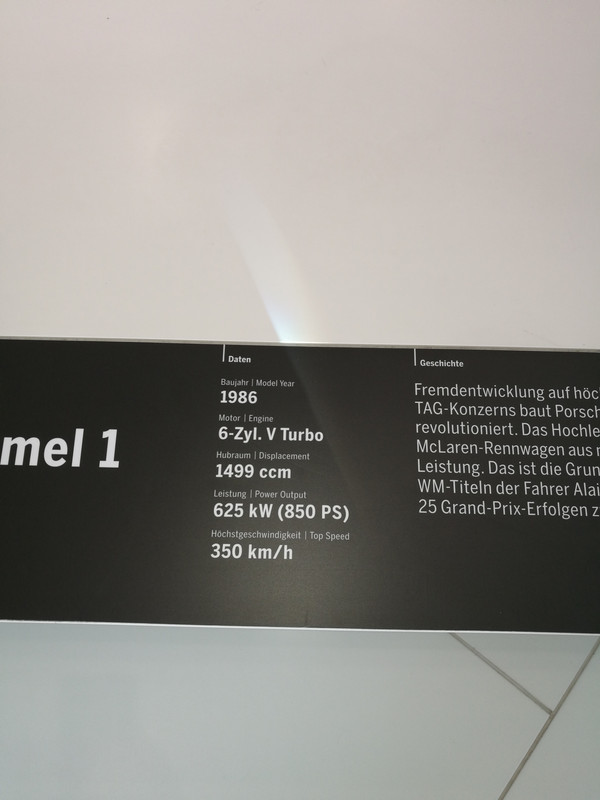 mel 1
Daten
Baujahr | Model Year
1986
Motor | Engine
6-Zyl. V Turbo
Hubraum | Displacement
1499 ccm
Leistung | Power Output
625 kW (850 PS)
Höchstgeschwindigkeit | Top Speed
350 km/h
Geschichte
Fremdentwicklung auf höc
TAG-Konzerns baut Porsch
revolutioniert. Das Hochle
McLaren-Rennwagen aus
Leistung. Das ist die Grun
WM-Titeln der Fahrer Alai
25 Grand-Prix-Erfolgen z